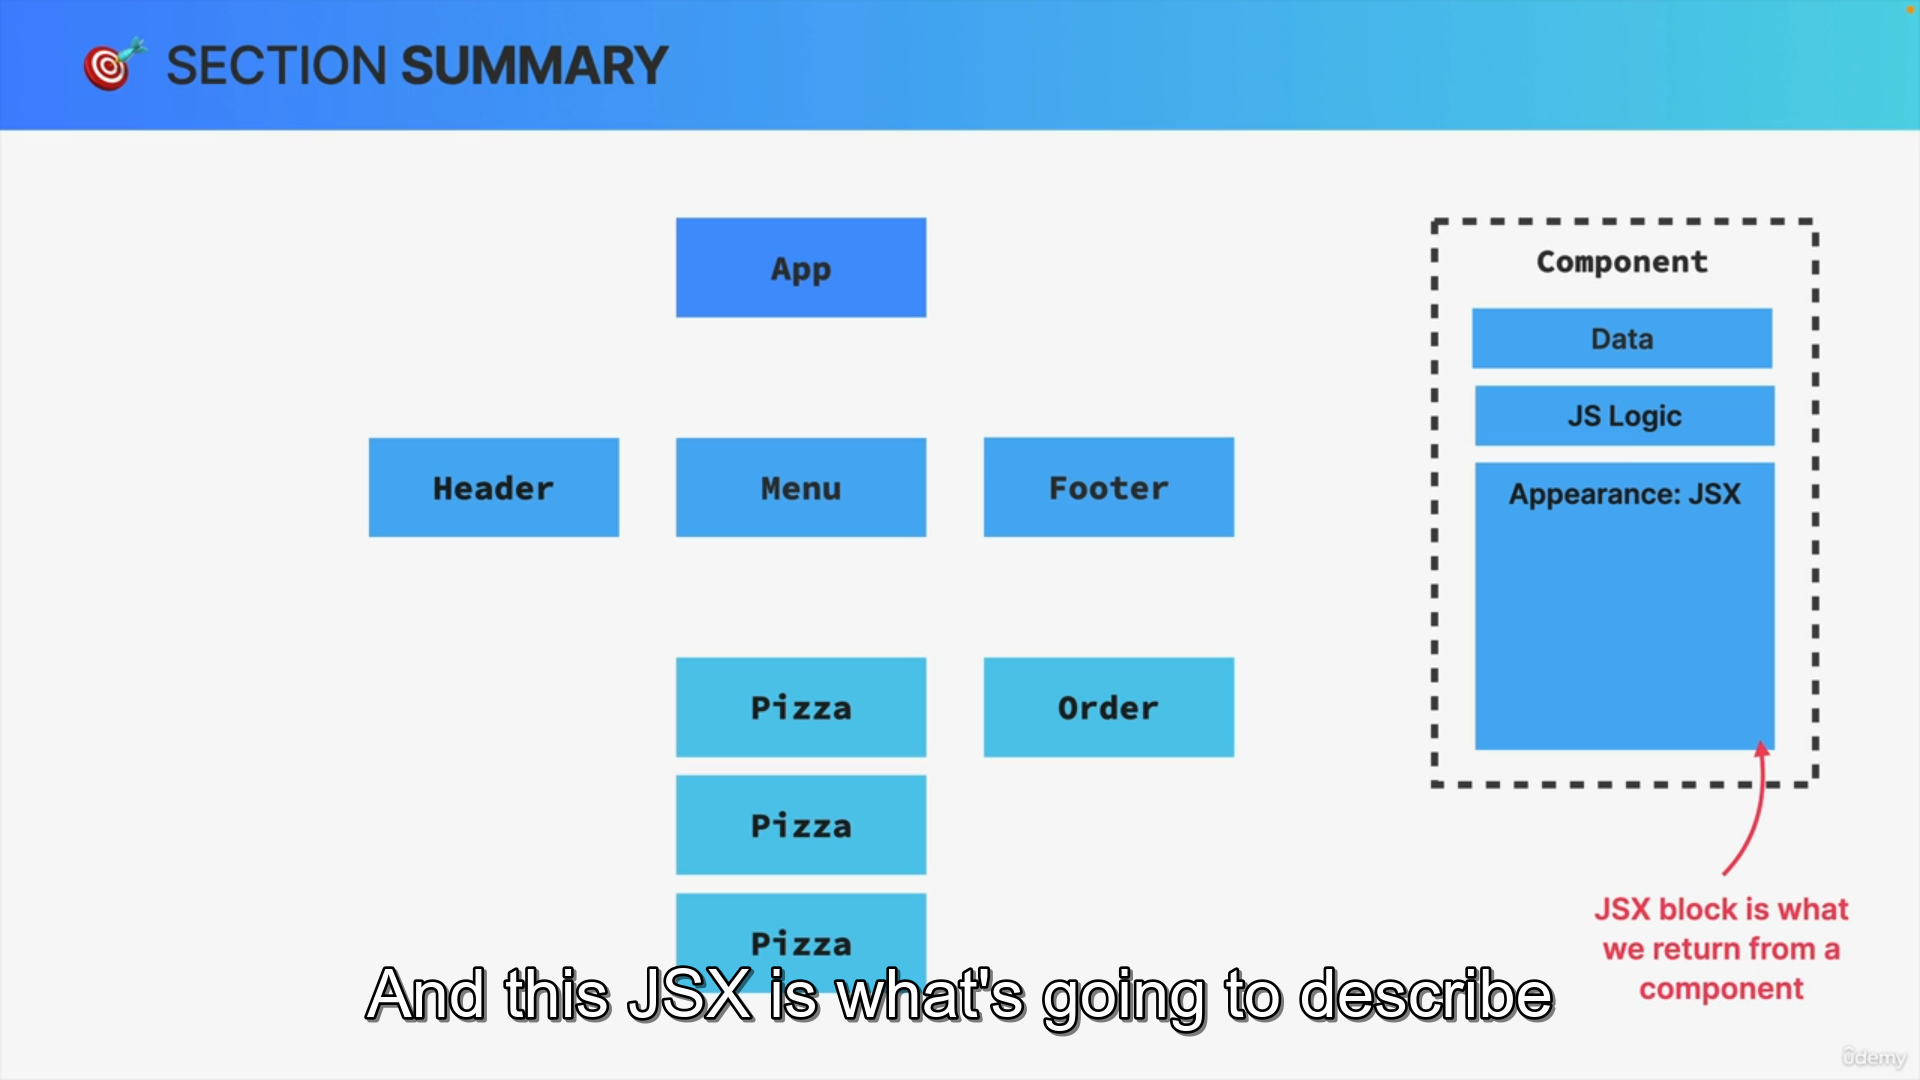 SECTION SUMMARY
App
Header
Menu
Footer
Pizza
Order
Pizza
Pizza
Component
Data
JS Logic
Appearance: JSX
JSX block is what
we return from a
component
And this JSX is what's going to describe
ûdemy